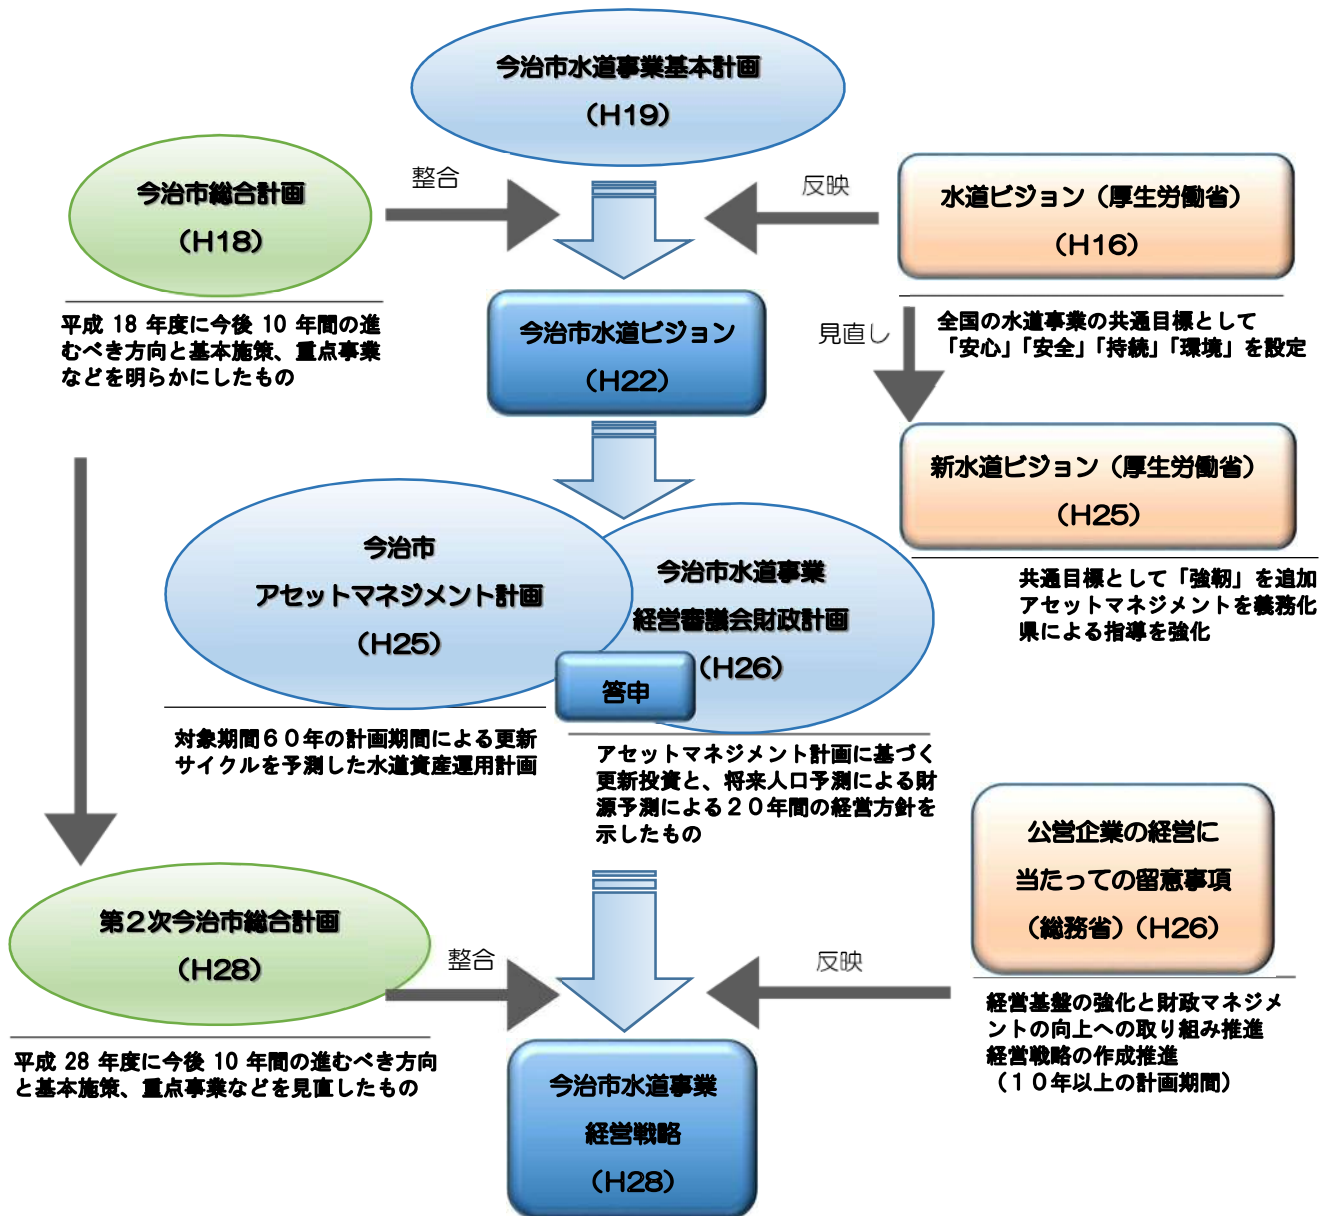 今治市水道事業基本計画
（H19）
整合
反映
今治市総合計画
（H18）
水道ビジョン（厚生労働省）
（H16）
平成 18 年度に今後 10 年間の進
むべき方向と基本施策、重点事業
などを明らかにしたもの
今治市水道ビジョン
（H22）
見直し
全国の水道事業の共通目標として
「安心」「安全」「持続」「環境」を設定
新水道ビジョン（厚生労働省）
（H25）
共通目標として「強靭」を追加
アセットマネジメントを義務化
県による指導を強化
今治市
アセットマネジメント計画
（H25）
今治市水道事業
経営審議会財政計画
（H26）
答申
対象期間６０年の計画期間による更新
サイクルを予測した水道資産運用計画
アセットマネジメント計画に基づく
更新投資と、将来人口予測による財
源予測による２０年間の経営方針を
示したもの
公営企業の経営に
当たっての留意事項
（総務省）（H26）
第２次今治市総合計画
（H28）
整合
反映
経営基盤の強化と財政マネジメ
ントの向上への取り組み推進
経営戦略の作成推進
（１０年以上の計画期間）
平成 28 年度に今後 10 年間の進むべき方向
と基本施策、重点事業などを見直したもの
今治市水道事業
経営戦略
（H28）